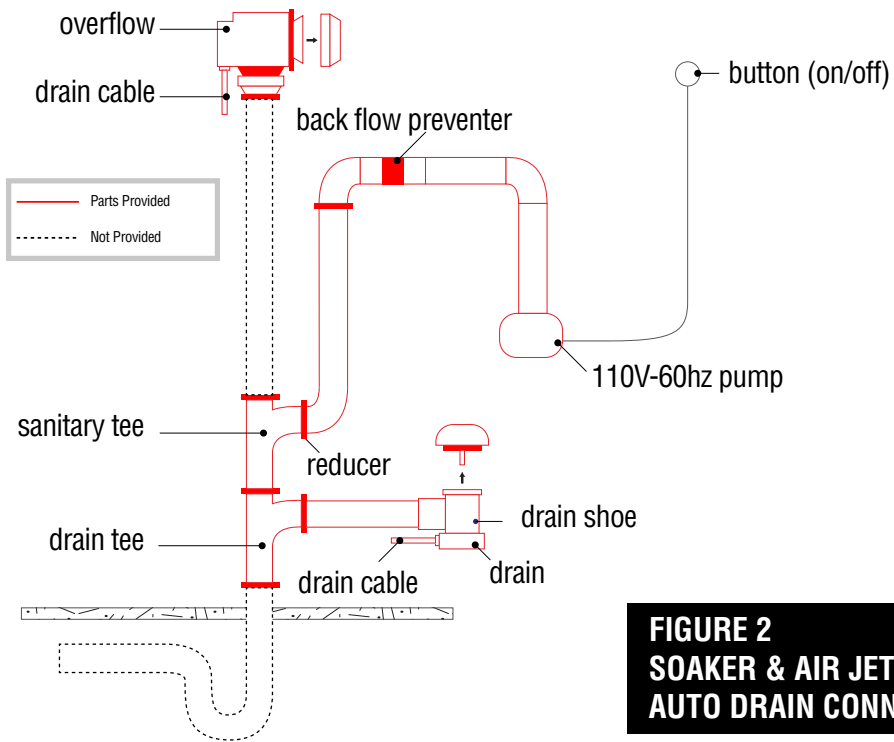 overflow
drain cable
button (on/off)
back flow preventer
Parts Provided
Not Provided
110V-60hz pump
sanitary tee
reducer
drain shoe
drain tee
drain cable
drain
FIGURE 2
SOAKER & AIR JET
AUTO DRAIN CONN